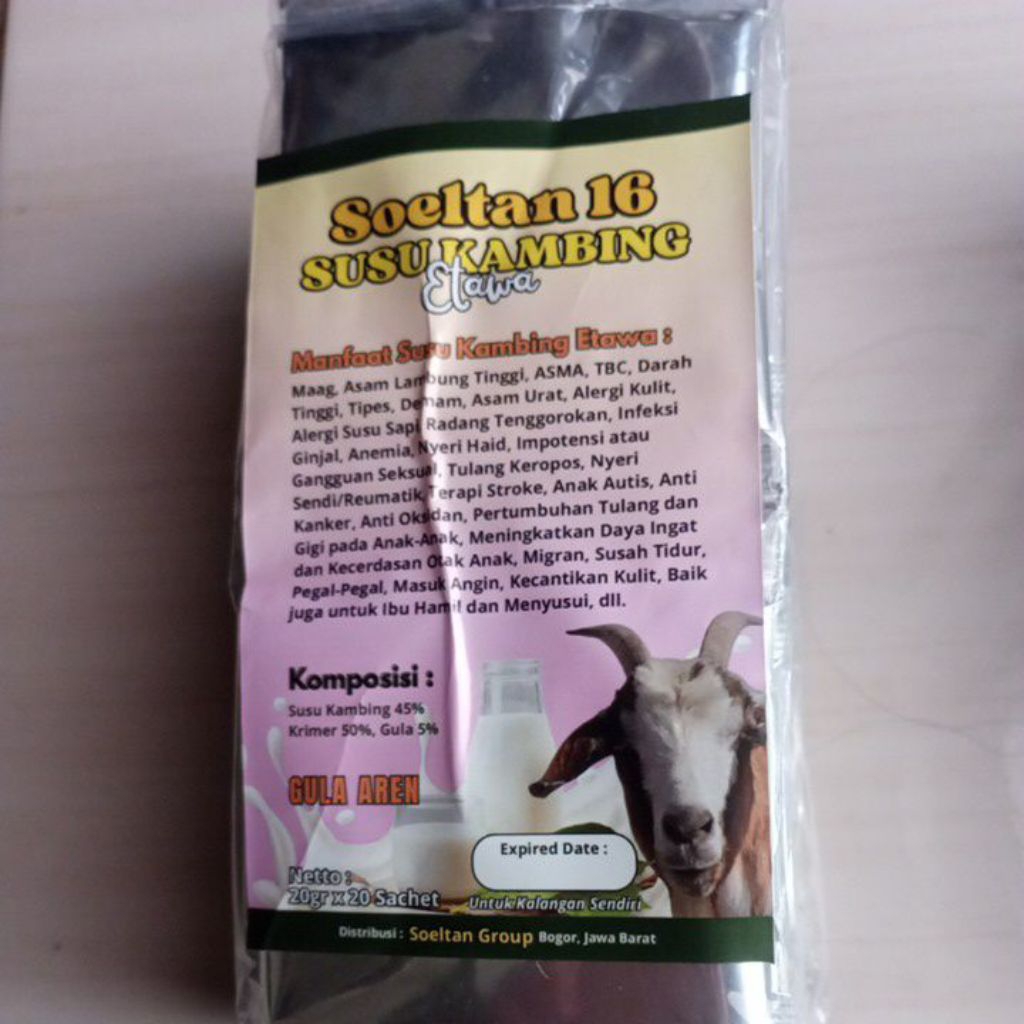 Soeltan 16
SUSU KAMBING
Etawa
Manfaat Susu Kambing Etawa :
Maag, Asam Lambung Tinggi, ASMA, TBC, Darah
Tinggi, Tipes, Demam, Asam Urat, Alergi Kulit,
Alergi Susu Sapi, Radang Tenggorokan, Infeksi
Ginjal, Anemia, Nyeri Haid, Impotensi atau
Gangguan Seksual, Tulang Keropos, Nyeri
Sendi/Reumatik, Terapi Stroke, Anak Autis, Anti
Kanker, Anti Oksidan, Pertumbuhan Tulang dan
Gigi pada Anak-Anak, Meningkatkan Daya Ingat
dan Kecerdasan Otak Anak, Migran, Susah Tidur,
Pegal-Pegal, Masuk Angin, Kecantikan Kulit, Baik
juga untuk Ibu Hamil dan Menyusui, dll.
Komposisi :
Susu Kambing 45%
Krimer 50%, Gula 5%
GULA AREN
Expired Date :
Netto :
20gr x 20 Sachet
Untuk Kalangan Sendiri
Distribusi : Soeltan Group Bogor, Jawa Barat